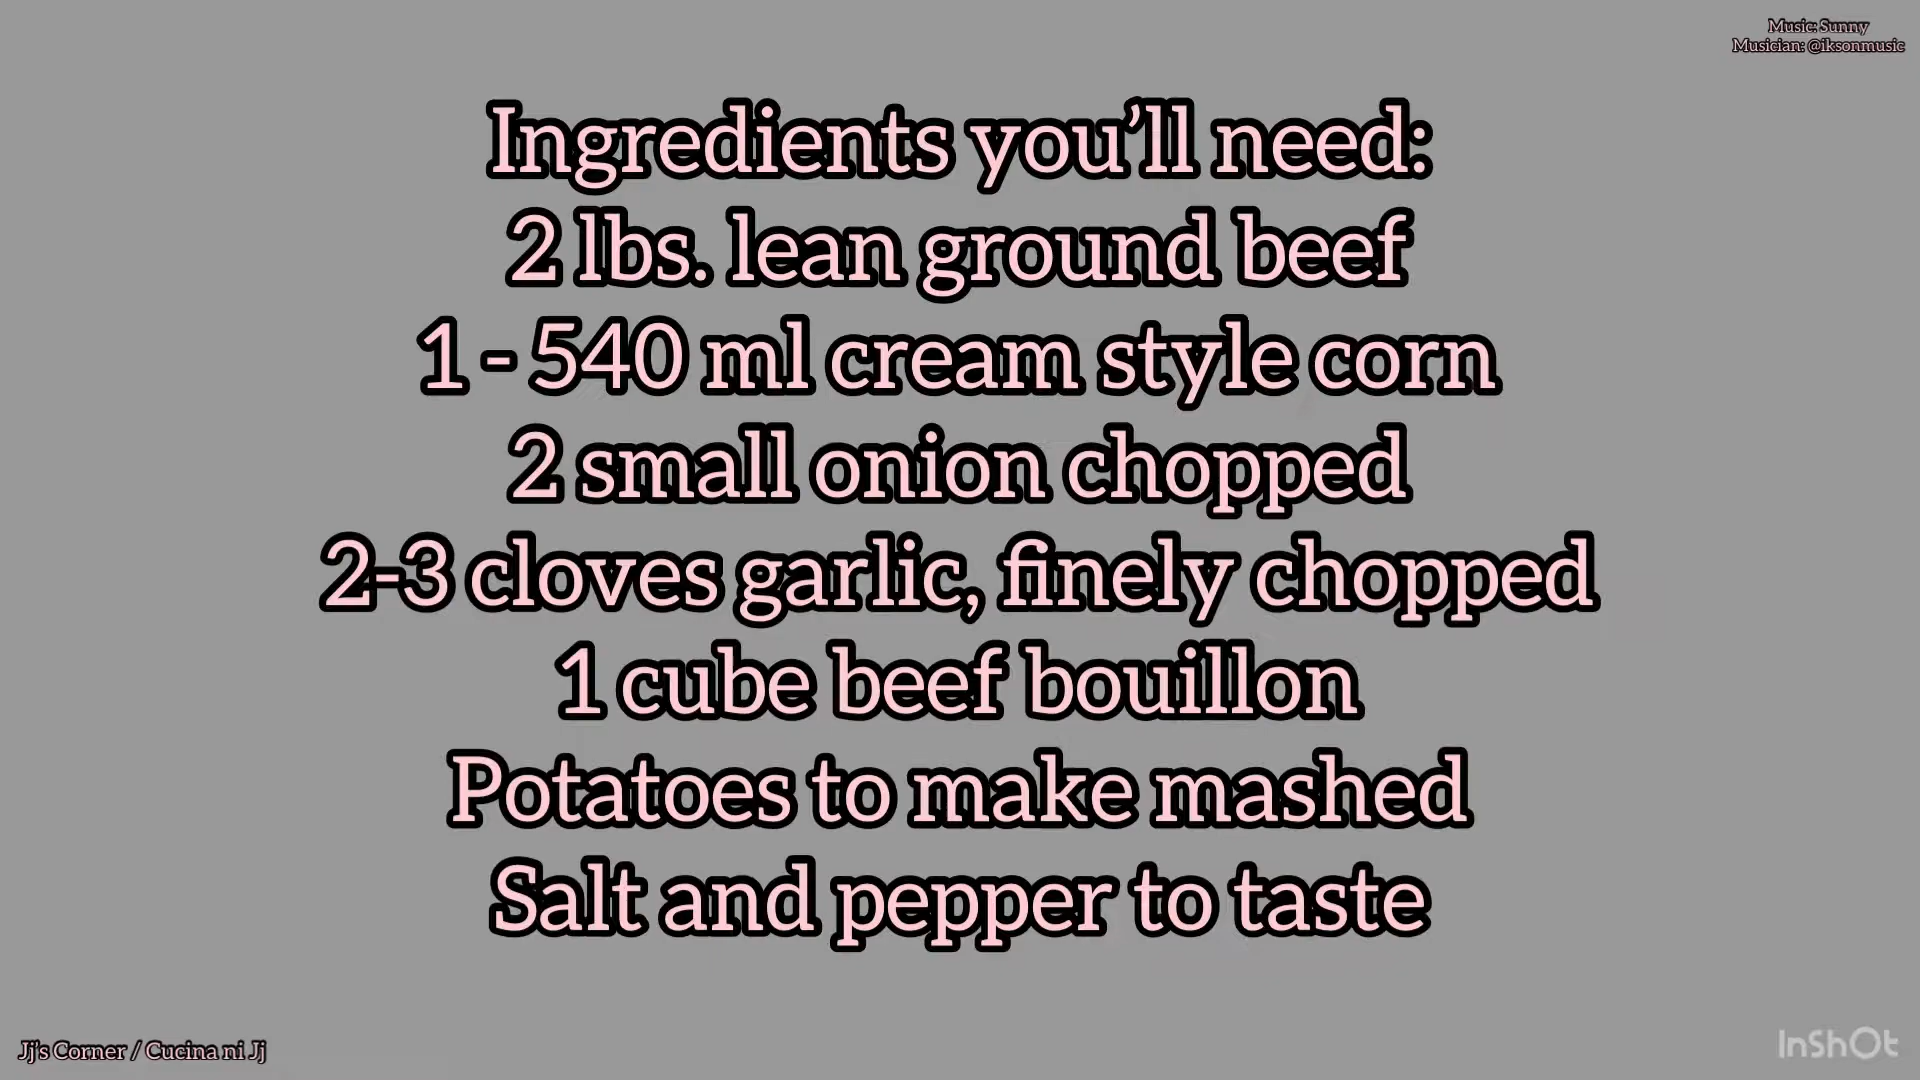 Music: Sunny
Musician: @iksonmusic
Ingredients you’ll need:
2 lbs. lean ground beef
1 - 540 ml cream style corn
2 small onion chopped
2-3 cloves garlic, finely chopped
1 cube beef bouillon
Potatoes to make mashed
Salt and pepper to taste
Jj's Corner / Cucina ni Jj
InShOt